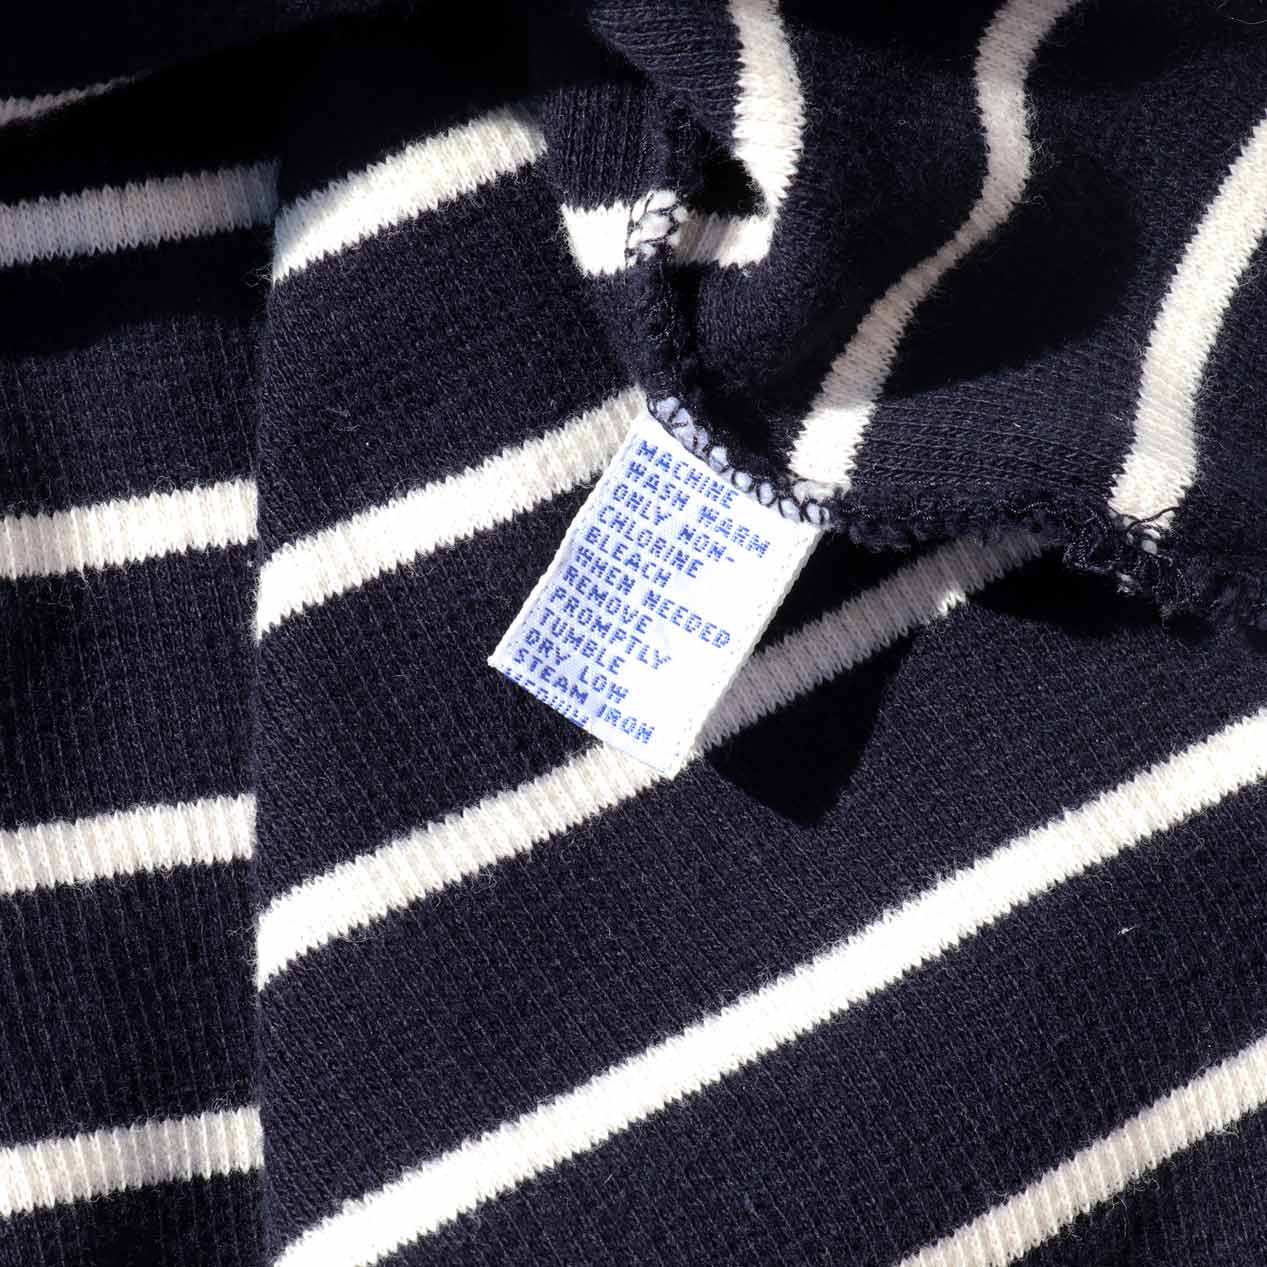 MACHINE
WASH WARM
ONLY NON-
CHLORINE
BLEACH
WHEN NEEDED
REMOVE
PROMPTLY
TUMBLE
DRY LOW
STEAM IRON